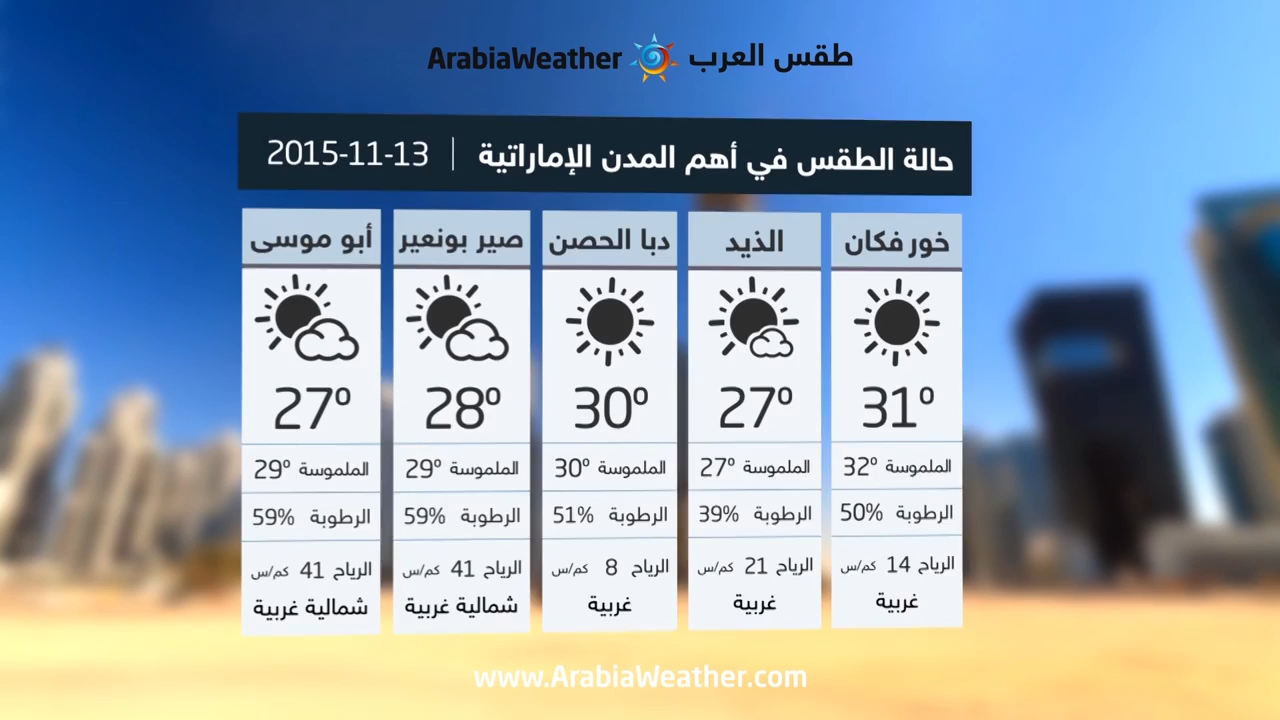 ArabiaWeather طقس العرب
حالة الطقس في أهم المدن الإماراتية | 2015-11-13
خور فكان
31°
الملموسة 32°
الرطوبة 50%
الرياح 14 كم/س
غربية
الذيد
27°
الملموسة 27°
الرطوبة 39%
الرياح 21 كم/س
غربية
دبا الحصن
30°
الملموسة 30°
الرطوبة 51%
الرياح 8 كم/س
غربية
صير بونعير
28°
الملموسة 29°
الرطوبة 59%
الرياح 41 كم/س
شمالية غربية
أبو موسى
27°
الملموسة 29°
الرطوبة 59%
الرياح 41 كم/س
شمالية غربية
www.ArabiaWeather.com